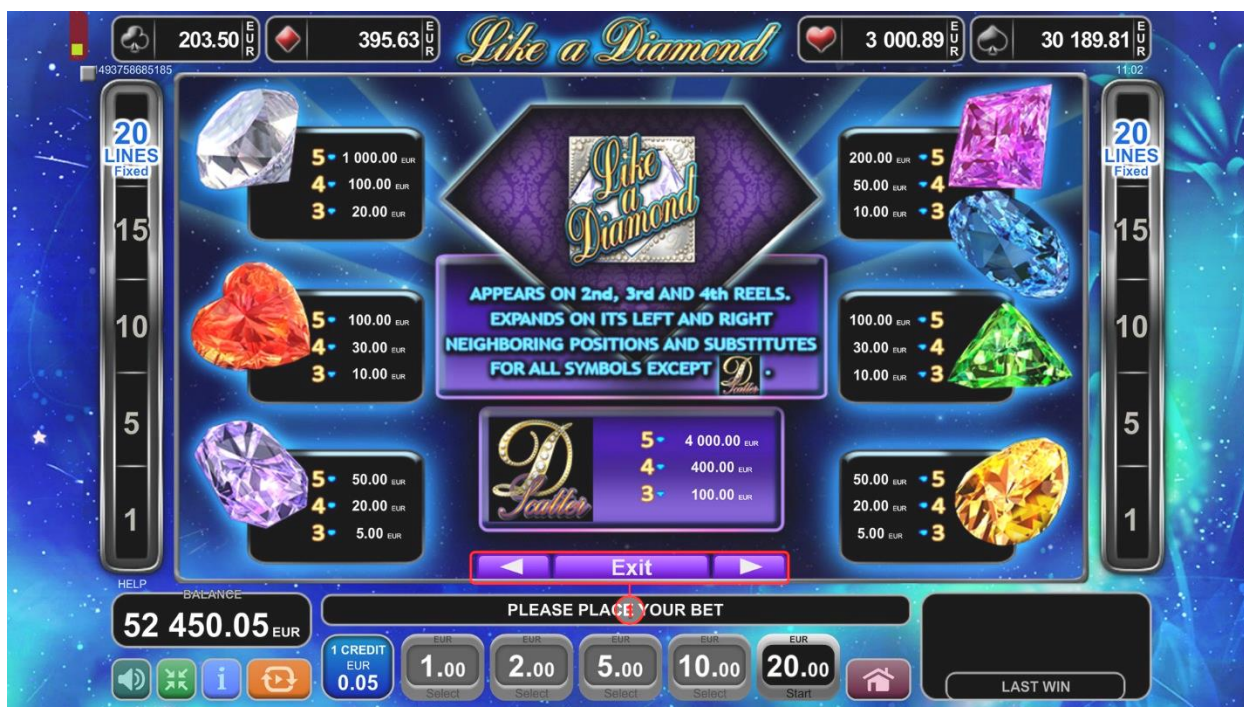 203.50 EUR
395.63 EUR
Like a Diamond
3 000.89 EUR
30 189.81 EUR
1493758685185
11:02
20
LINES
Fixed
15
10
5
1
5 1 000.00 EUR
4 100.00 EUR
3 20.00 EUR
Like
a
Diamond
200.00 EUR 5
50.00 EUR 4
10.00 EUR 3
20
LINES
Fixed
15
10
5
1
APPEARS ON 2nd, 3rd AND 4th REELS.
EXPANDS ON ITS LEFT AND RIGHT
NEIGHBORING POSITIONS AND SUBSTITUTES
FOR ALL SYMBOLS EXCEPT D Scatter .
5 100.00 EUR
4 30.00 EUR
3 10.00 EUR
100.00 EUR 5
30.00 EUR 4
10.00 EUR 3
D
Scatter
5 4 000.00 EUR
4 400.00 EUR
3 100.00 EUR
5 50.00 EUR
4 20.00 EUR
3 5.00 EUR
50.00 EUR 5
20.00 EUR 4
5.00 EUR 3
Exit
HELP
BALANCE
52 450.05 EUR
PLEASE PLACE YOUR BET
1
1 CREDIT
EUR
0.05
EUR
1.00
Select
EUR
2.00
Select
EUR
5.00
Select
EUR
10.00
Select
EUR
20.00
Start
i
LAST WIN